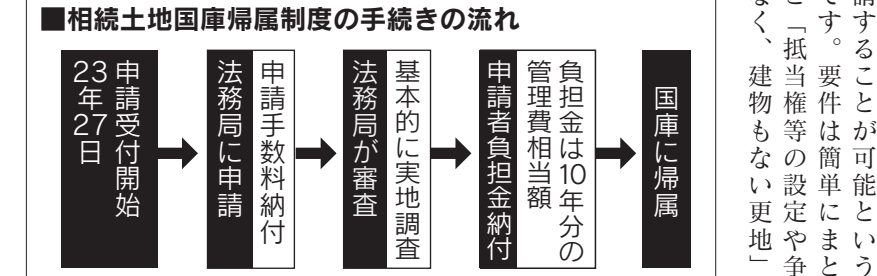 ■相続土地国庫帰属制度の手続きの流れ
申請受付開始
23年27日
法務局に申請
申請手数料納付
法務局が審査
基本的に実地調査
申請者負担金納付
負担金は10年分の
管理費相当額
国庫に帰属
請することが可能という
です。要件は簡単にまと
と「抵当権等の設定や争
なく、建物もない更地」